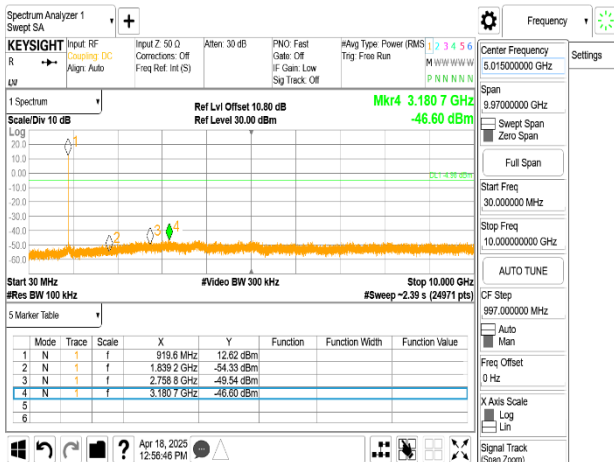 Spectrum Analyzer 1
Swept SA
Frequency
KEYSIGHT
R
Input: RF
Coupling: DC
Align: Auto
Input Z: 50 Ω
Corrections: Off
Freq Ref: Int (S)
Atten: 30 dB
PNO: Fast
Gate: Off
IF Gain: Low
Sig Track: Off
#Avg Type: Power (RMS
Trig: Free Run
1 2 3 4 5 6
M W W W W W
P N N N N N
1 Spectrum
Scale/Div 10 dB
Ref Lvl Offset 10.80 dB
Ref Level 30.00 dBm
Mkr4 3.180 7 GHz
-46.60 dBm
Log
20.0
10.0
0.00
-10.0
-20.0
-30.0
-40.0
-50.0
-60.0
1
2
3
4
Start 30 MHz
#Res BW 100 kHz
#Video BW 300 kHz
Stop 10.000 GHz
#Sweep ~2.39 s (24971 pts)
5 Marker Table
Mode Trace Scale X Y Function Function Width Function Value
1 N 1 f 919.6 MHz 12.62 dBm
2 N 1 f 1.839 2 GHz -54.33 dBm
3 N 1 f 2.758 8 GHz -49.54 dBm
4 N 1 f 3.180 7 GHz -46.60 dBm
5
6
?
Apr 18, 2025
12:56:46 PM
Center Frequency
5.015000000 GHz
Settings
Span
9.97000000 GHz
Swept Span
Zero Span
Full Span
Start Freq
30.000000 MHz
Stop Freq
10.000000000 GHz
AUTO TUNE
CF Step
997.000000 MHz
Auto
Man
Freq Offset
0 Hz
X Axis Scale
Log
Lin
Signal Track
(Span Zoom)